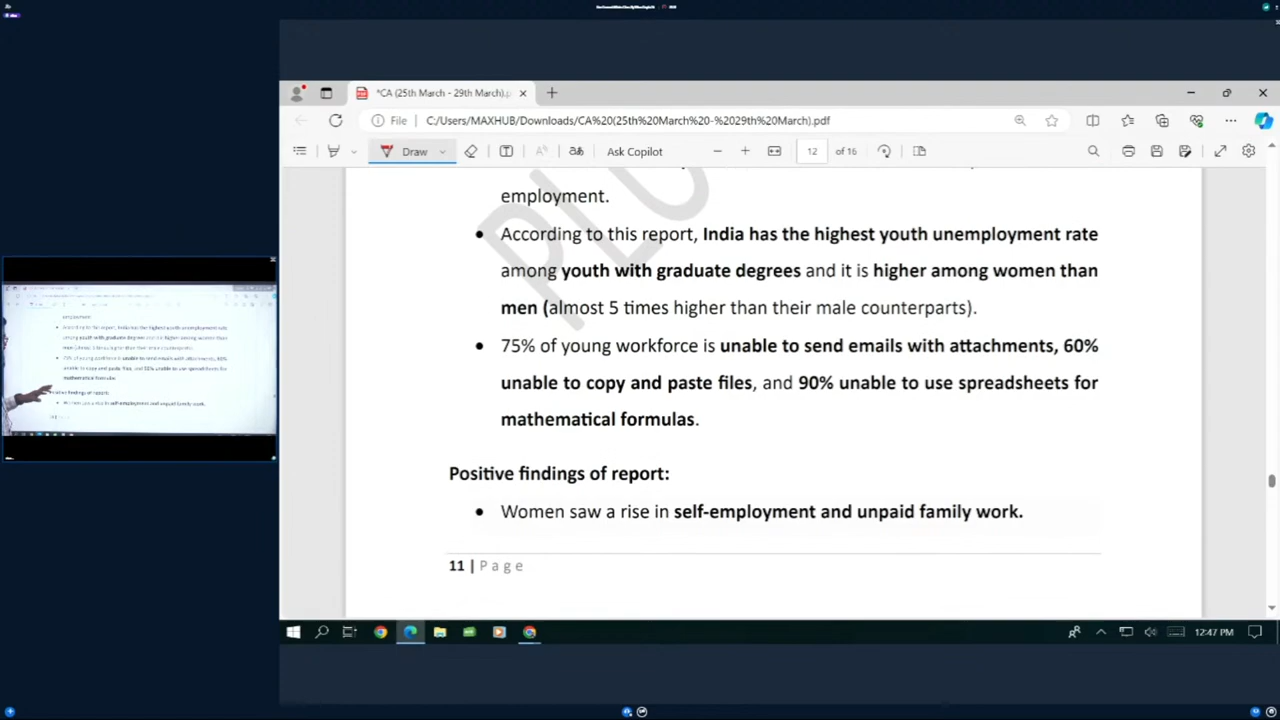 *CA (25th March - 29th March).p
File
C:/Users/MAXHUB/Downloads/CA%20(25th%20March%20-%2029th%20March).pdf
Draw
Ask Copilot
12 of 16
employment.
According to this report, India has the highest youth unemployment rate
among youth with graduate degrees and it is higher among women than
men (almost 5 times higher than their male counterparts).
75% of young workforce is unable to send emails with attachments, 60%
unable to copy and paste files, and 90% unable to use spreadsheets for
mathematical formulas.
Positive findings of report:
Women saw a rise in self-employment and unpaid family work.
11 | Page
12:47 PM